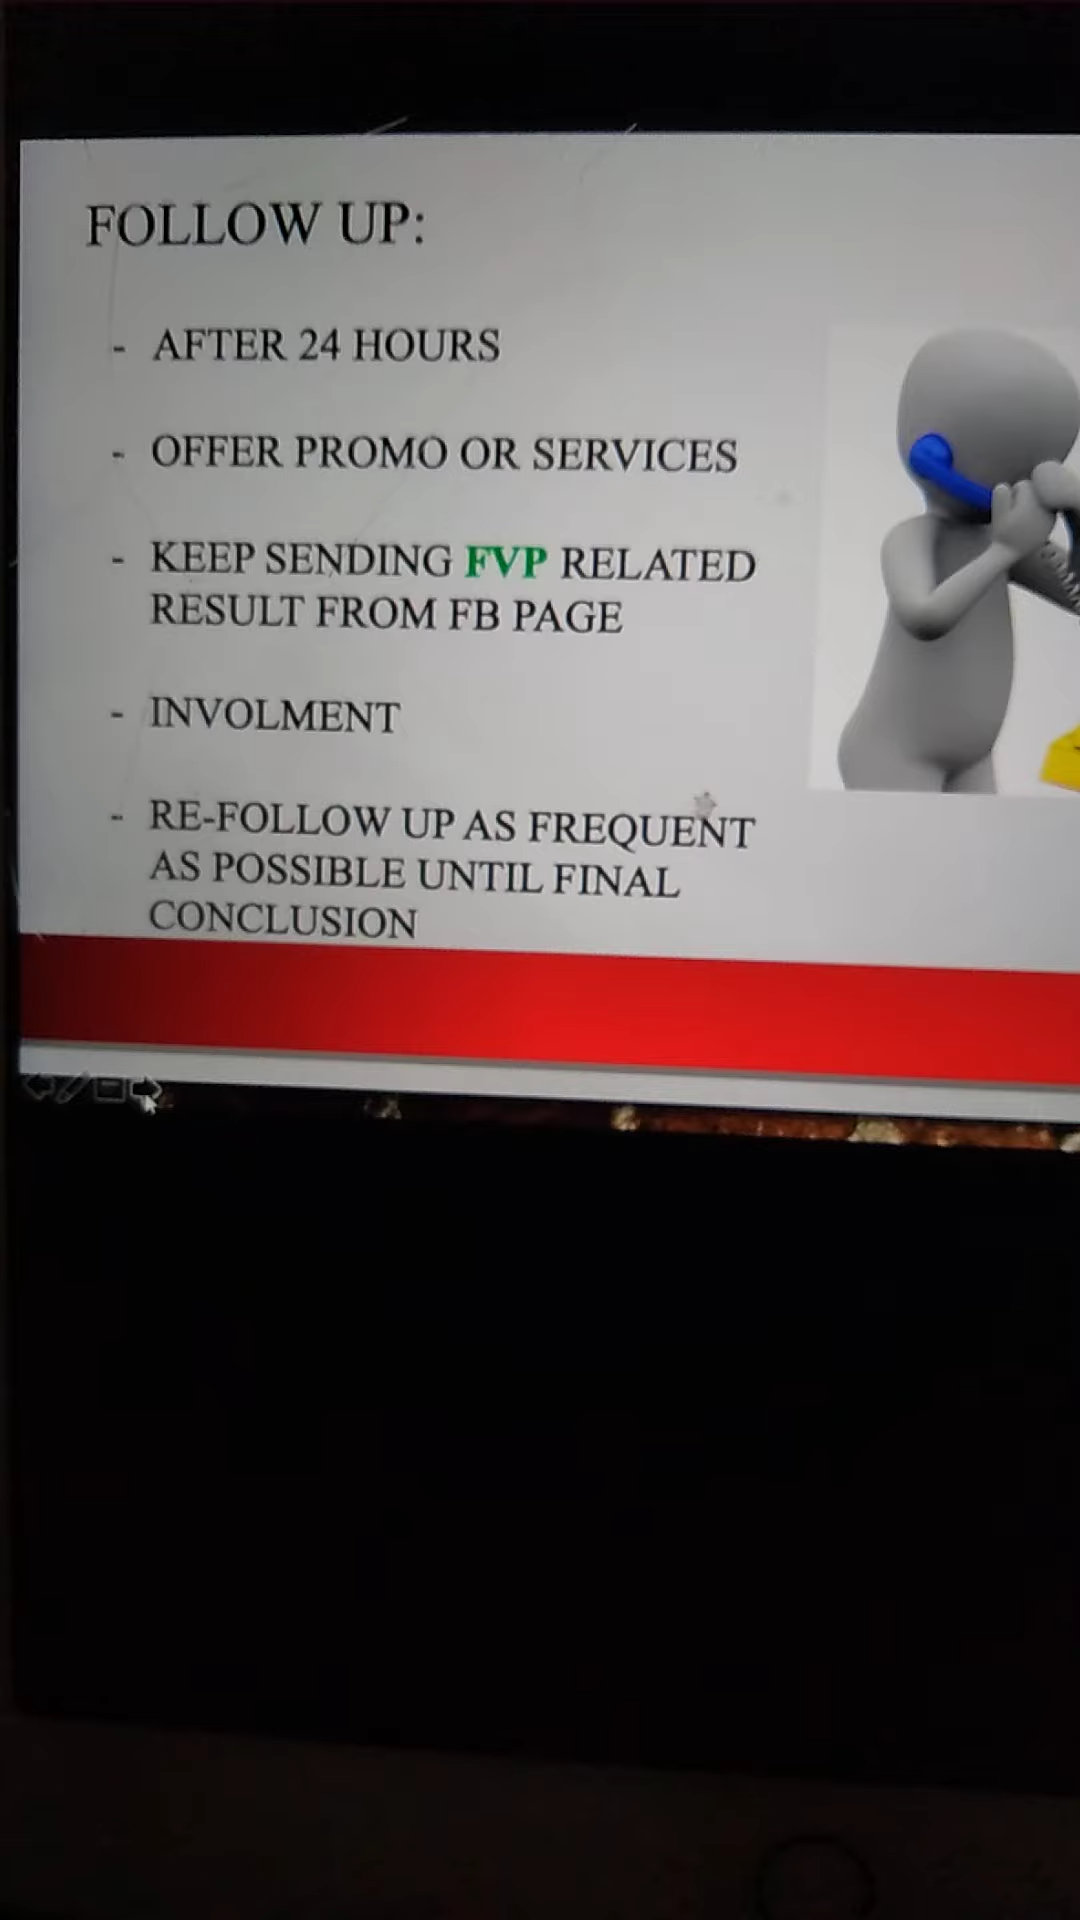 FOLLOW UP:
- AFTER 24 HOURS
- OFFER PROMO OR SERVICES
- KEEP SENDING FVP RELATED
RESULT FROM FB PAGE
- INVOLMENT
- RE-FOLLOW UP AS FREQUENT
AS POSSIBLE UNTIL FINAL
CONCLUSION